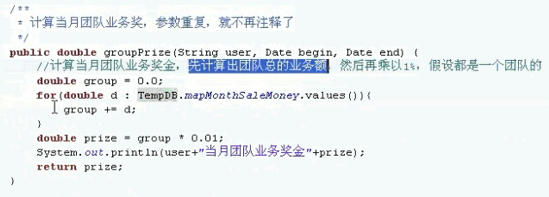 /**
* 计算当月团队业务奖，参数重复，就不再注释了
*/
public double groupPrize(String user, Date begin, Date end) {
//计算当月团队业务奖金，先计算出团队总的业务额，然后再乘以1%，假设都是一个团队的
double group = 0.0;
for(double d : TempDB.mapMonthSaleMoney.values()){
group += d;
}
double prize = group * 0.01;
System.out.println(user+"当月团队业务奖金"+prize);
return prize;
}